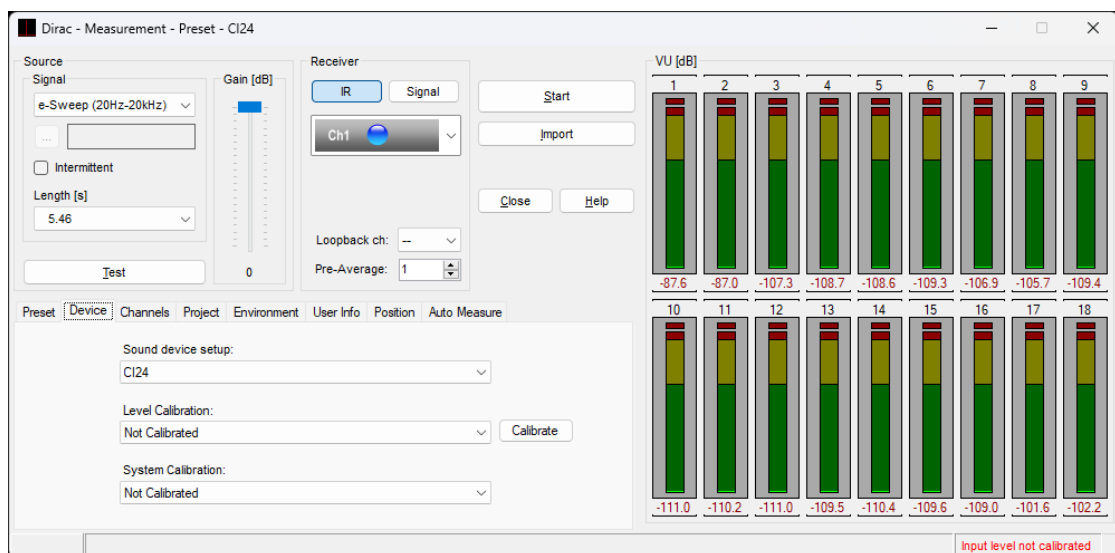 Dirac - Measurement - Preset - CI24
Source
Signal
e-Sweep (20Hz-20kHz)
...
Intermittent
Length [s]
5.46
Test
Gain [dB]
0
Receiver
IR Signal
Ch1
Loopback ch: --
Pre-Average: 1
Start
Import
Close Help
Preset Device Channels Project Environment User Info Position Auto Measure
Sound device setup:
CI24
Level Calibration:
Not Calibrated Calibrate
System Calibration:
Not Calibrated
VU [dB]
1 2 3 4 5 6 7 8 9
-87.6 -87.0 -107.3 -108.7 -108.6 -109.3 -106.9 -105.7 -109.4
10 11 12 13 14 15 16 17 18
-111.0 -110.2 -111.0 -109.5 -110.4 -109.6 -109.0 -101.6 -102.2
Input level not calibrated